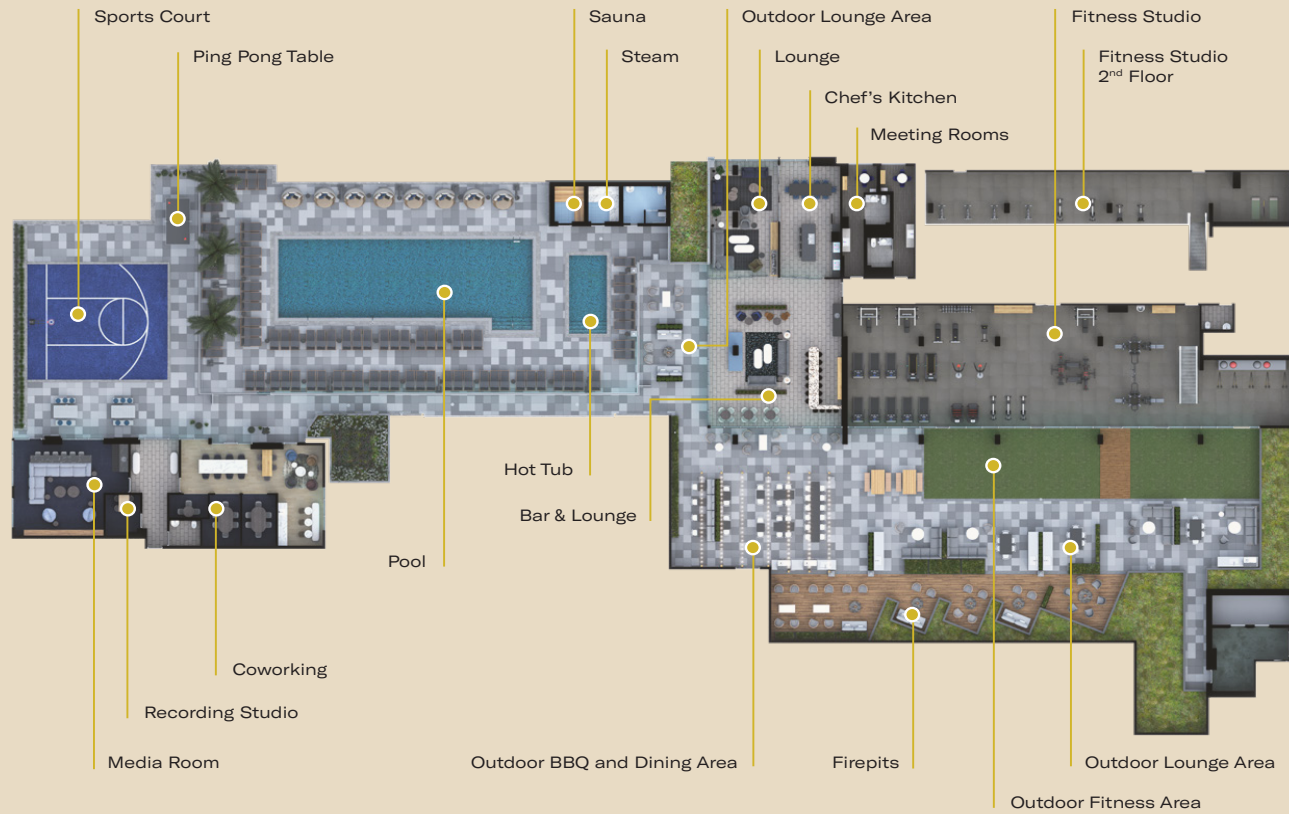 Sports Court
Sauna
Outdoor Lounge Area
Fitness Studio
Ping Pong Table
Steam
Lounge
Fitness Studio
2nd Floor
Chef's Kitchen
Meeting Rooms
Hot Tub
Bar & Lounge
Pool
Coworking
Recording Studio
Media Room
Outdoor BBQ and Dining Area
Firepits
Outdoor Lounge Area
Outdoor Fitness Area